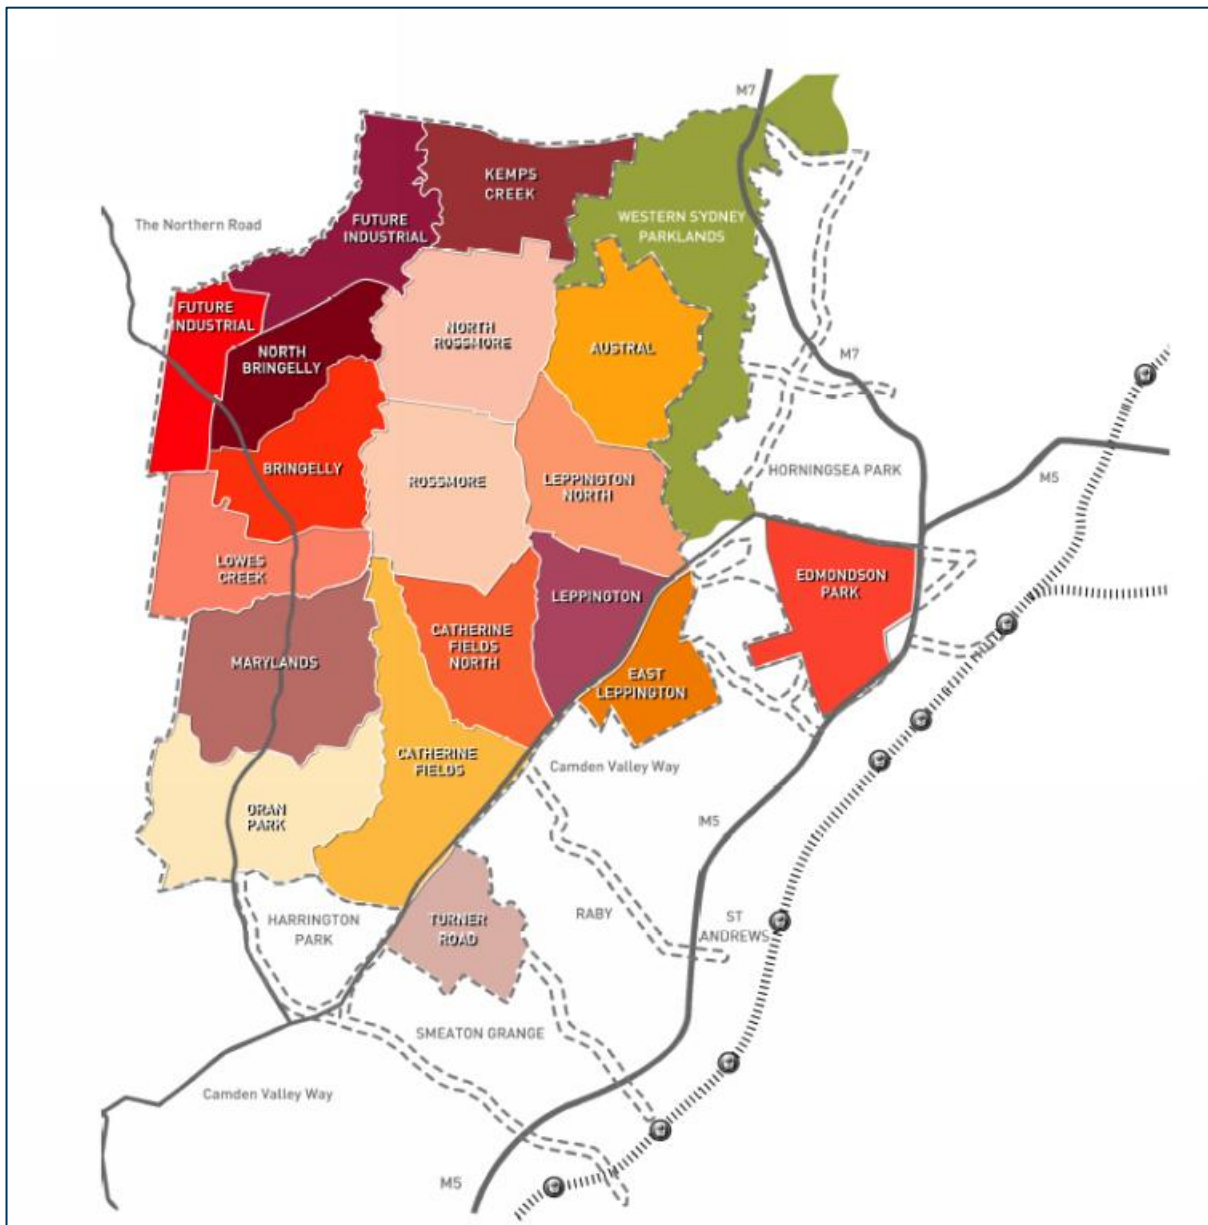 M7
KEMPS
CREEK
The Northern Road
FUTURE
INDUSTRIAL
WESTERN SYDNEY
PARKLANDS
FUTURE
INDUSTRIAL
NORTH
BRINGELLY
NORTH
ROSSMORE
AUSTRAL
M7
BRINGELLY
ROSSMORE
LEPPINGTON
NORTH
HORNINGSEA PARK
M5
LOWES
CREEK
LEPPINGTON
EDMONDSON
PARK
MARYLANDS
CATHERINE
FIELDS
NORTH
EAST
LEPPINGTON
CATHERINE
FIELDS
Camden Valley Way
ORAN
PARK
M5
HARRINGTON
PARK
TURNER
ROAD
RABY
ST
ANDREWS
SMEATON GRANGE
Camden Valley Way
M5